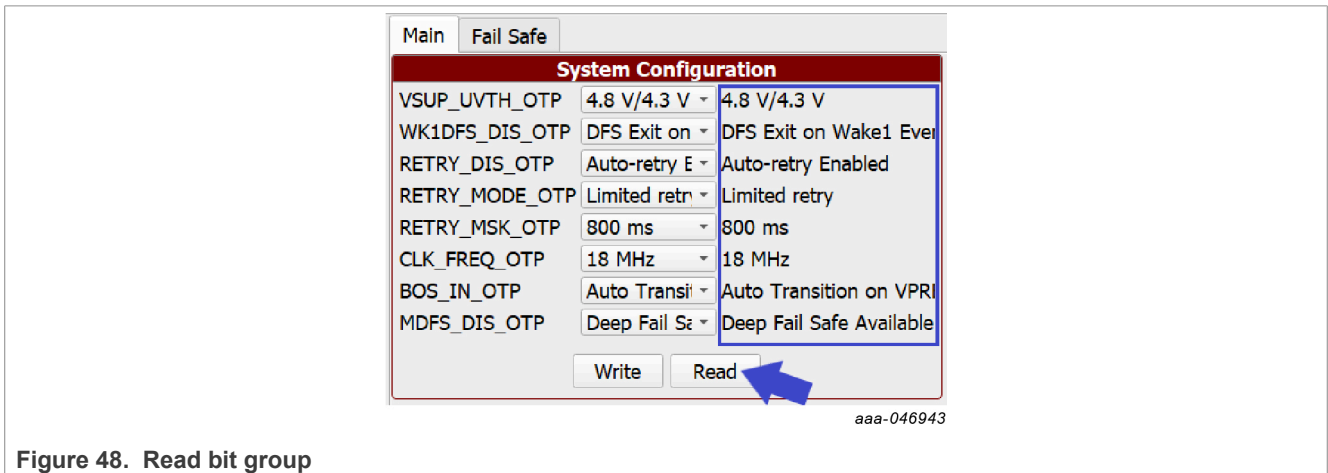 Main Fail Safe
System Configuration
VSUP_UVTH_OTP 4.8 V/4.3 V 4.8 V/4.3 V
WK1DFS_DIS_OTP DFS Exit on DFS Exit on Wake1 Ever
RETRY_DIS_OTP Auto-retry E Auto-retry Enabled
RETRY_MODE_OTP Limited retry Limited retry
RETRY_MSK_OTP 800 ms 800 ms
CLK_FREQ_OTP 18 MHz 18 MHz
BOS_IN_OTP Auto Transit Auto Transition on VPRI
MDFS_DIS_OTP Deep Fail Sa Deep Fail Safe Available
Write Read
aaa-046943
Figure 48. Read bit group